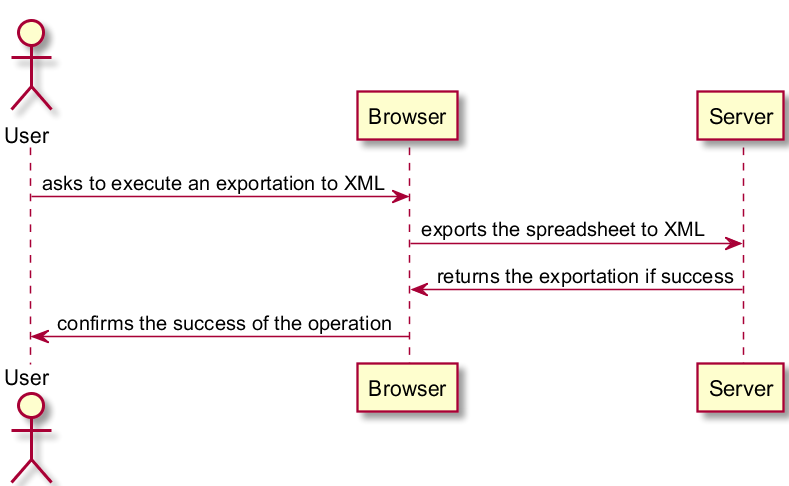 User
Browser
Server
asks to execute an exportation to XML
exports the spreadsheet to XML
returns the exportation if success
confirms the success of the operation
User
Browser
Server